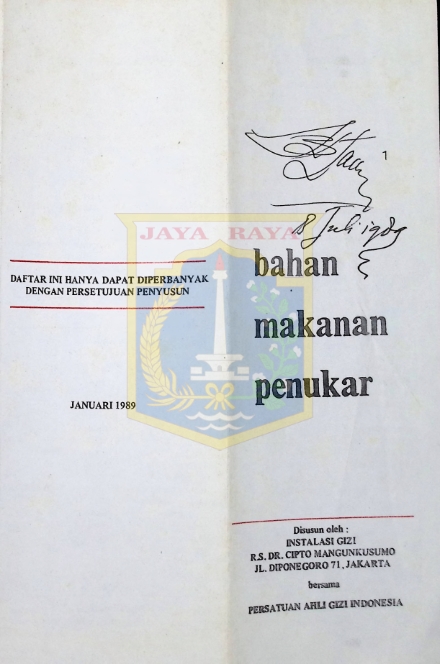 DAFTAR INI HANYA DAPAT DIPERBANYAK
DENGAN PERSETUJUAN PENYUSUN
JANUARI 1989
1
8 Juli 1989
JAYA RAYA
bahan
makanan
penukar
Disusun oleh :
INSTALASI GIZI
R.S. DR. CIPTO MANGUNKUSUMO
JL. DIPONEGORO 71, JAKARTA
bersama
PERSATUAN AHLI GIZI INDONESIA